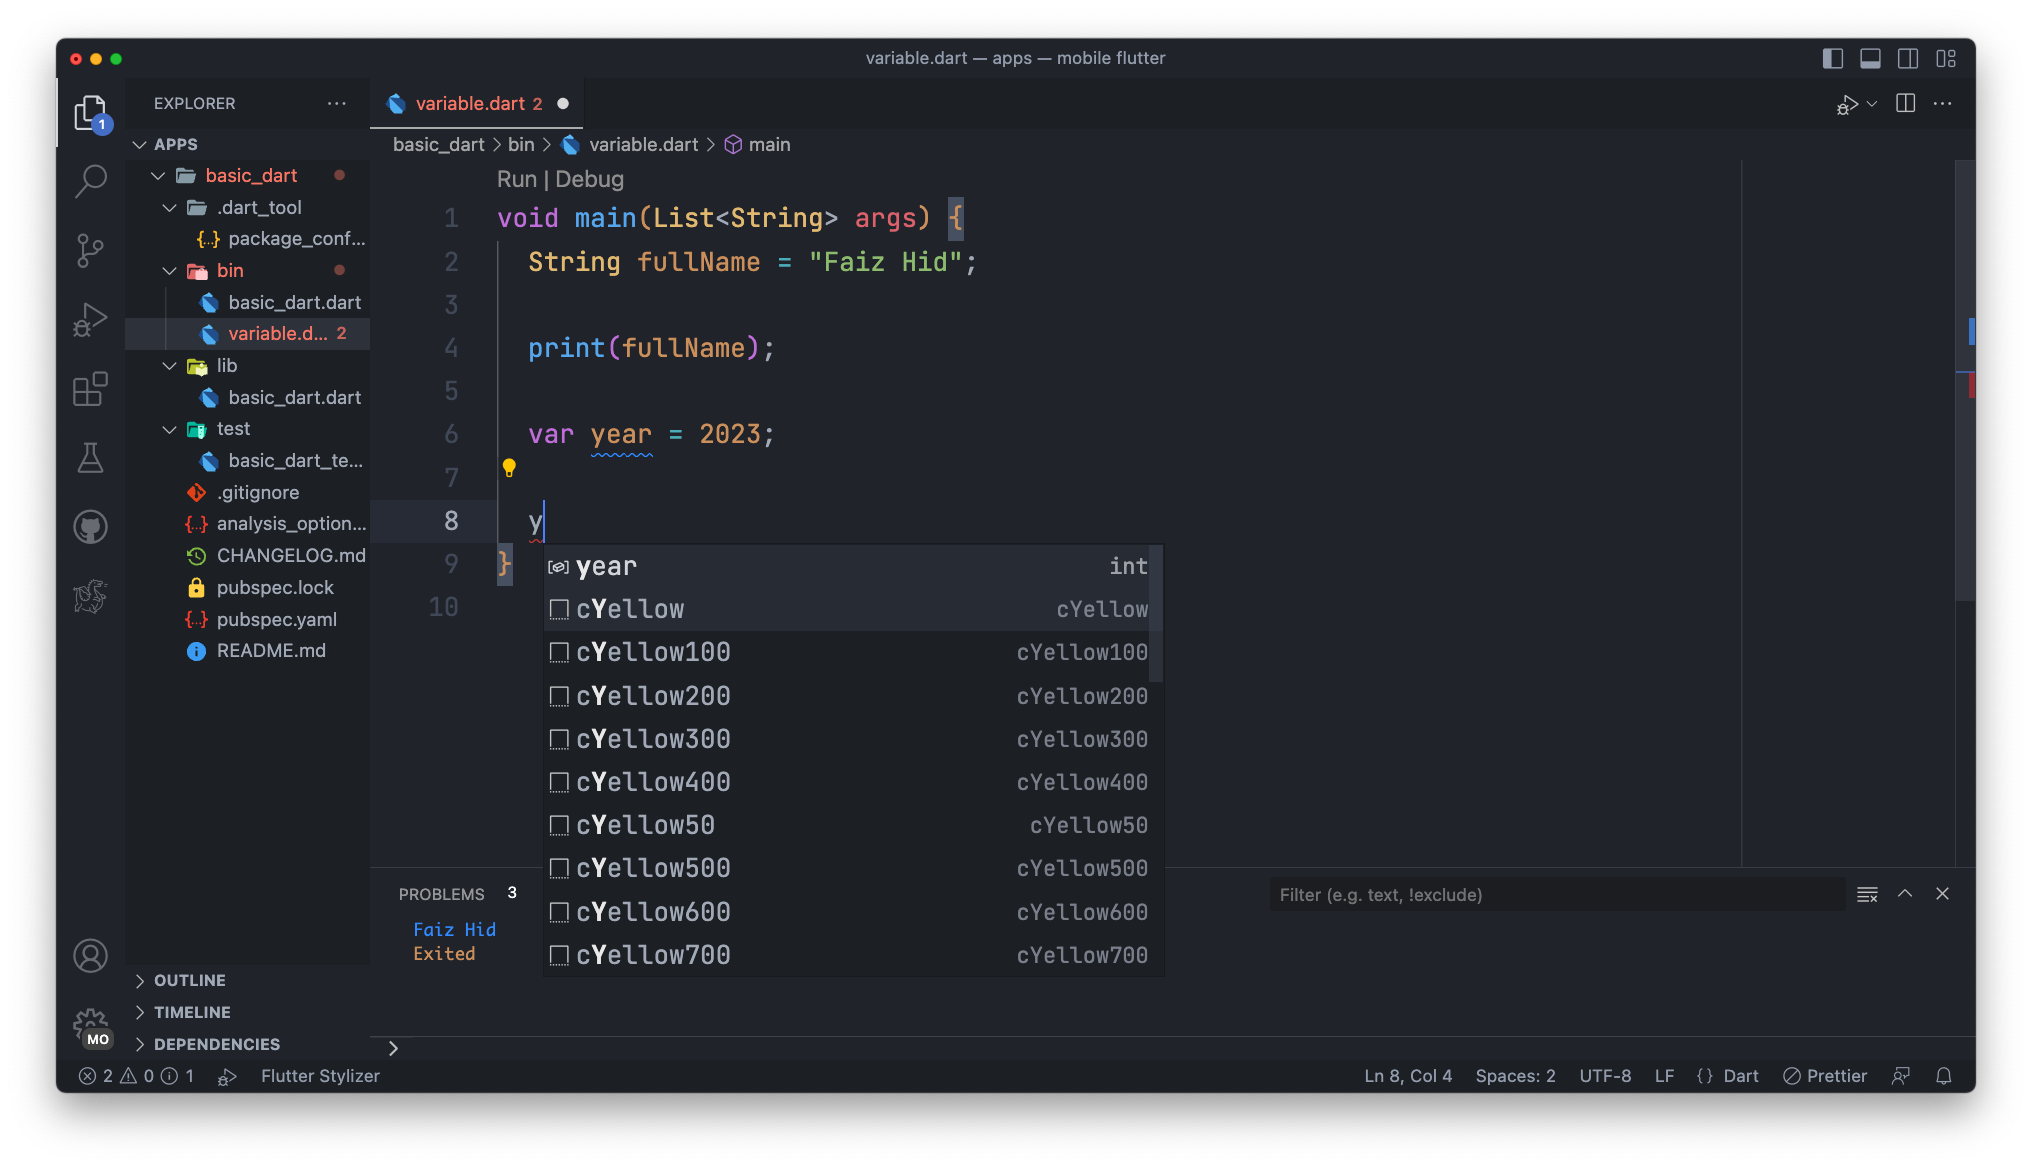 variable.dart — apps — mobile flutter
EXPLORER
1
APPS
basic_dart
.dart_tool
package_conf...
bin
basic_dart.dart
variable.d... 2
lib
basic_dart.dart
test
basic_dart_te...
.gitignore
analysis_option...
CHANGELOG.md
pubspec.lock
pubspec.yaml
README.md
OUTLINE
TIMELINE
DEPENDENCIES
MO
variable.dart 2
basic_dart > bin > variable.dart > main
Run | Debug
1 void main(List<String> args) {
2 String fullName = "Faiz Hid";
3
4 print(fullName);
5
6 var year = 2023;
7
8 y
9 }
10
year int
cYellow cYellow
cYellow100 cYellow100
cYellow200 cYellow200
cYellow300 cYellow300
cYellow400 cYellow400
cYellow50 cYellow50
cYellow500 cYellow500
cYellow600 cYellow600
cYellow700 cYellow700
PROBLEMS 3
Filter (e.g. text, !exclude)
Faiz Hid
Exited
>
2 0 1 Flutter Stylizer
Ln 8, Col 4 Spaces: 2 UTF-8 LF {} Dart Prettier